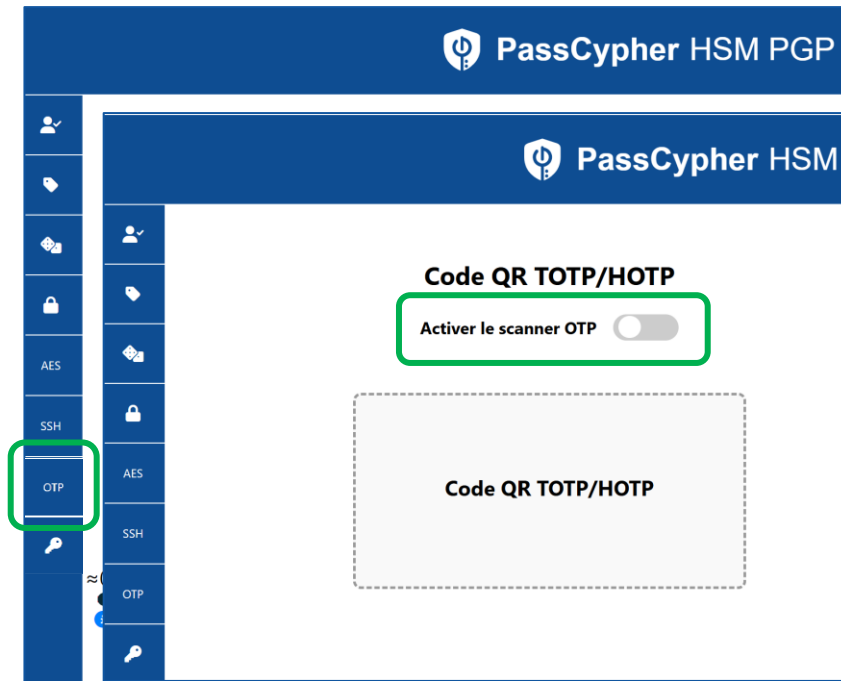 PassCypher HSM PGP
PassCypher HSM
AES
SSH
OTP
Code QR TOTP/HOTP
Activer le scanner OTP
Code QR TOTP/HOTP
AES
SSH
OTP